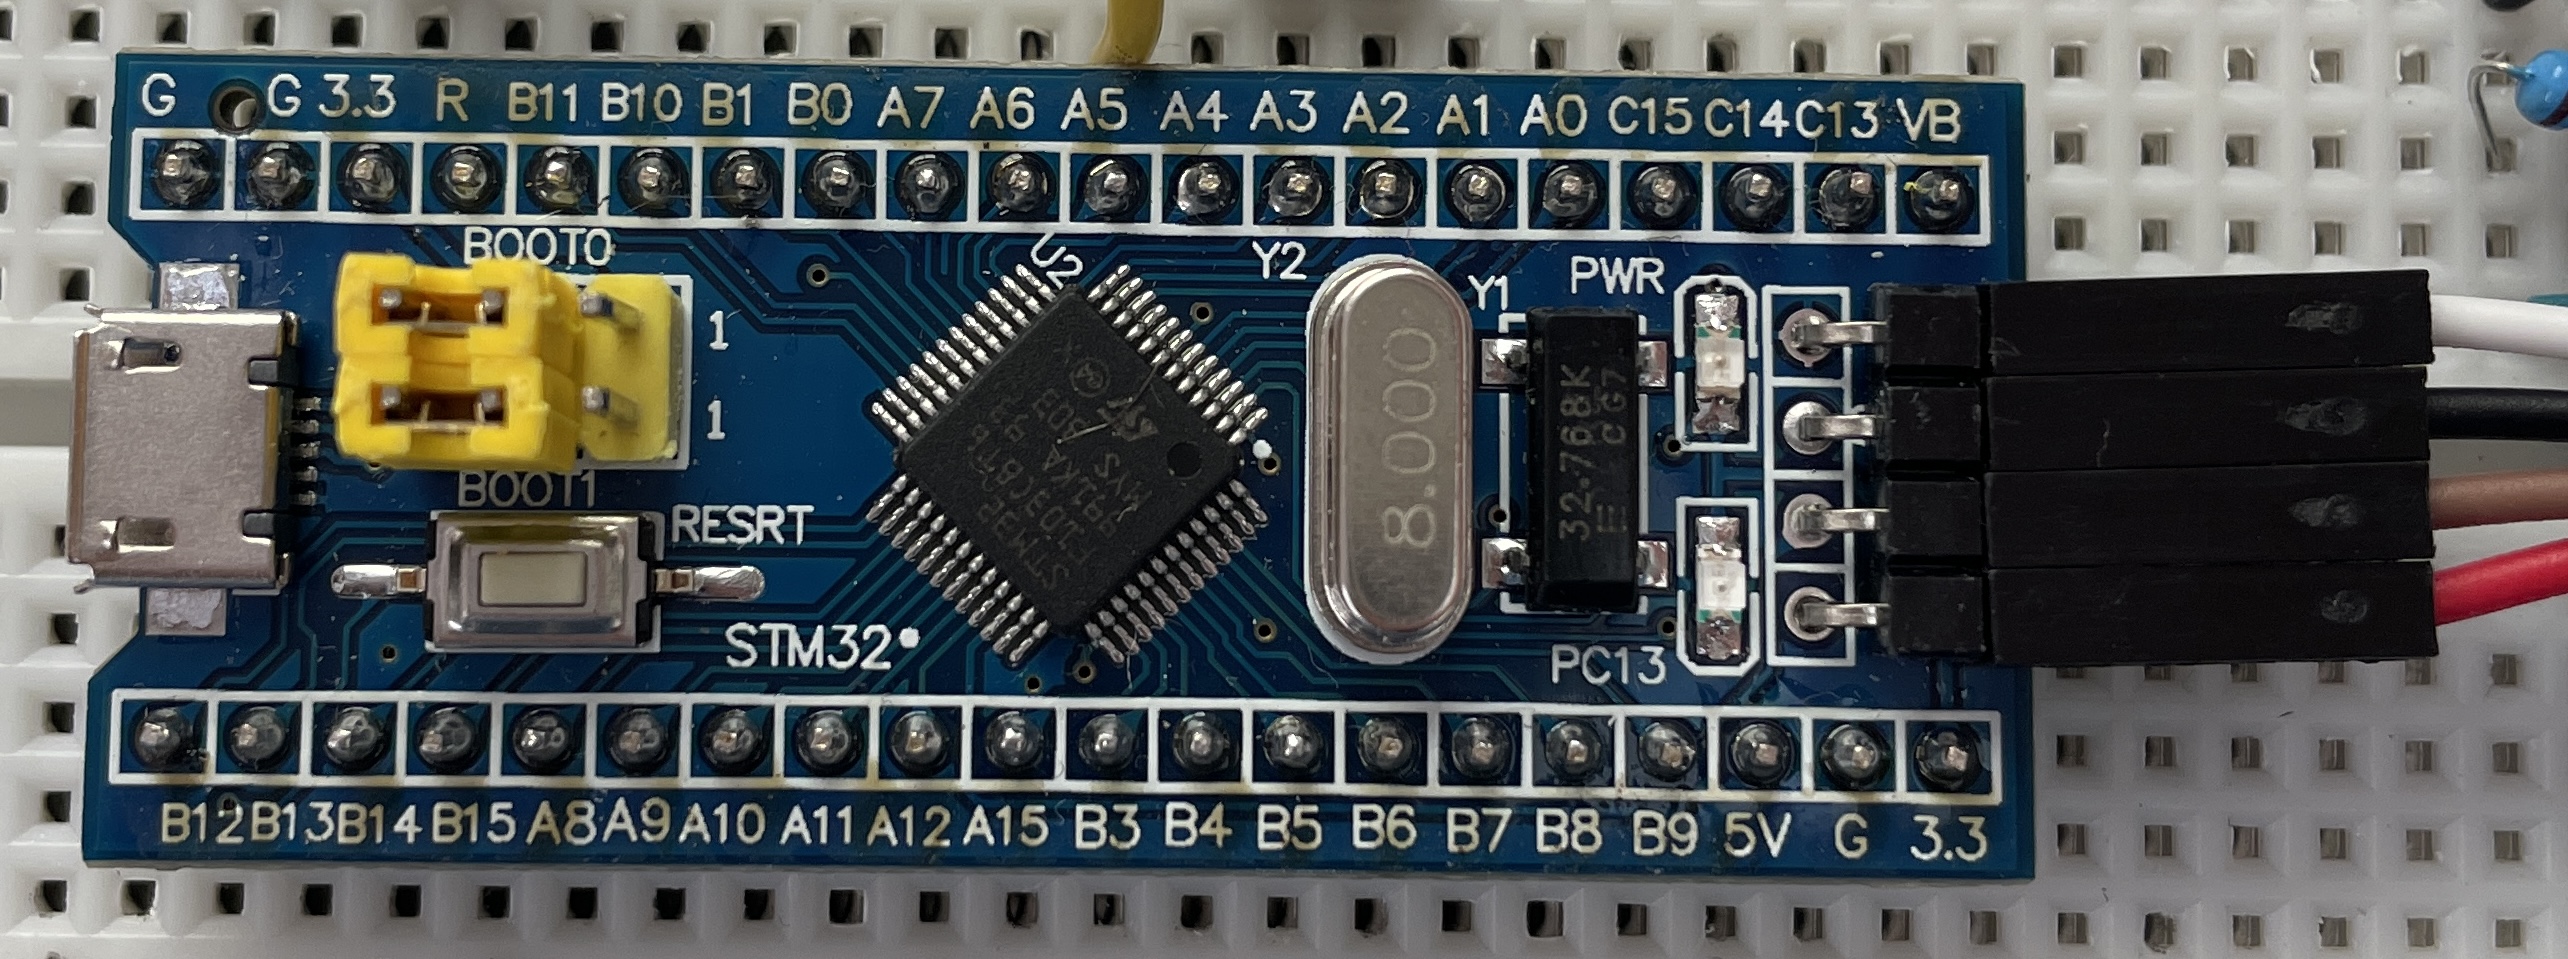 G G 3.3 R B11 B10 B1 B0 A7 A6 A5 A4 A3 A2 A1 A0 C15 C14 C13 VB
BOOT0
U2
Y2
Y1
PWR
1
1
BOOT1
RESRT
8.000
32.768K
E CG7
STM32
PC13
B12 B13 B14 B15 A8 A9 A10 A11 A12 A15 B3 B4 B5 B6 B7 B8 B9 5V G 3.3